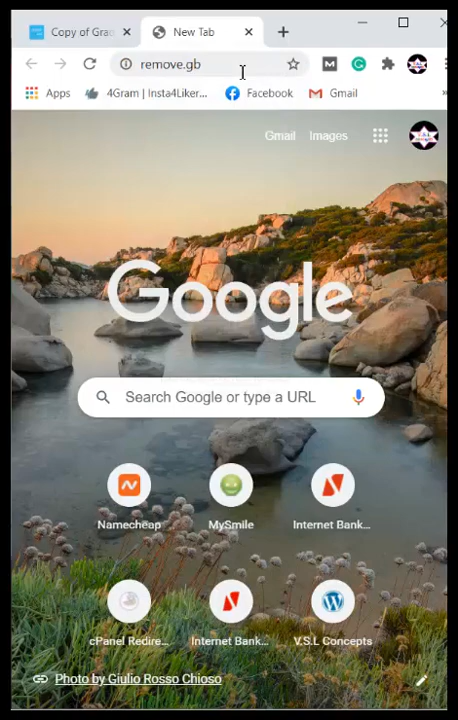 Copy of Gra
New Tab
remove.gb
Apps
4Gram | Insta4Liker...
Facebook
Gmail
»
Gmail
Images
Google
Search Google or type a URL
Namecheap
MySmile
Internet Bank...
cPanel Redire...
Internet Bank...
V.S.L Concepts
Photo by Giulio Rosso Chioso